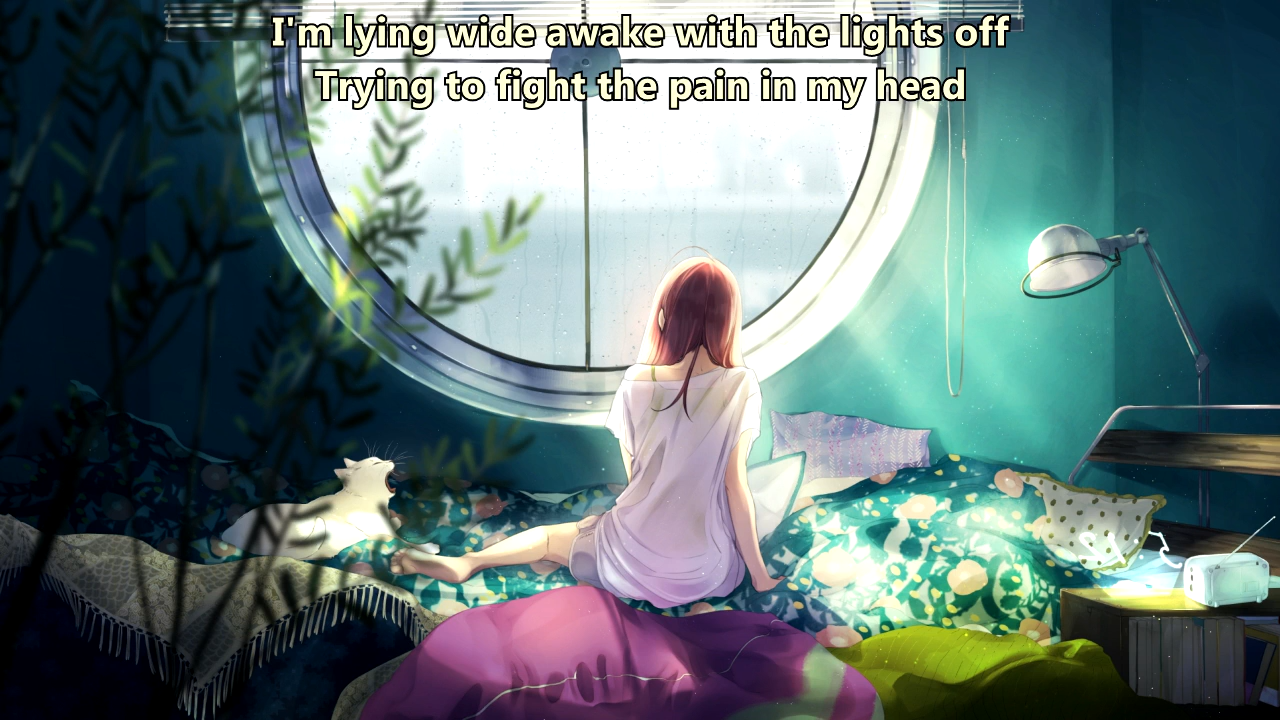 I'm lying wide awake with the lights off
Trying to fight the pain in my head